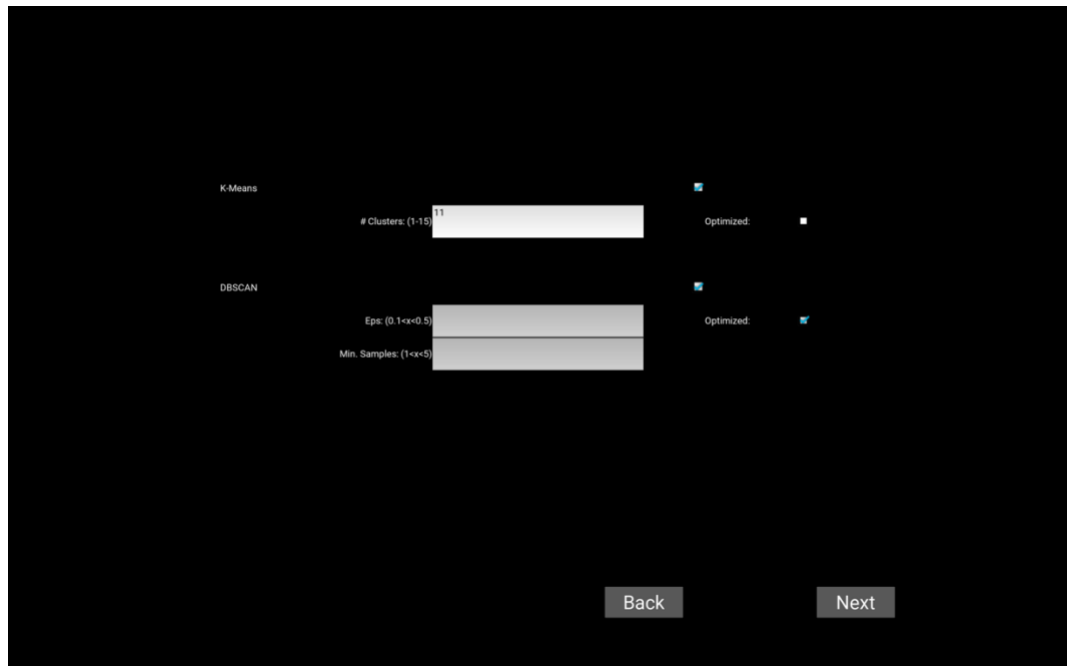 K-Means
# Clusters: (1-15) 11 Optimized:
DBSCAN
Eps: (0.1<x<0.5) Optimized:
Min. Samples: (1<x<5)
Back Next